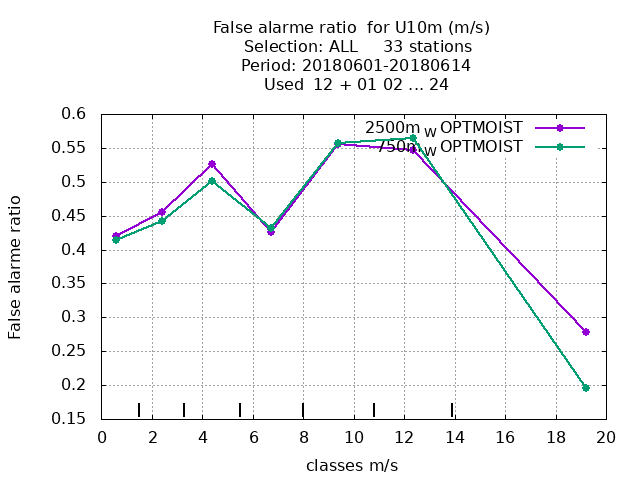 False alarme ratio  for U10m (m/s)
Selection: ALL     33 stations
Period: 20180601-20180614
Used  12 + 01 02 ... 24
2500m W OPTMOIST
750m W OPTMOIST
0.6
0.55
0.5
0.45
0.4
0.35
0.3
0.25
0.2
0.15
False alarme ratio
0 2 4 6 8 10 12 14 16 18 20
classes m/s